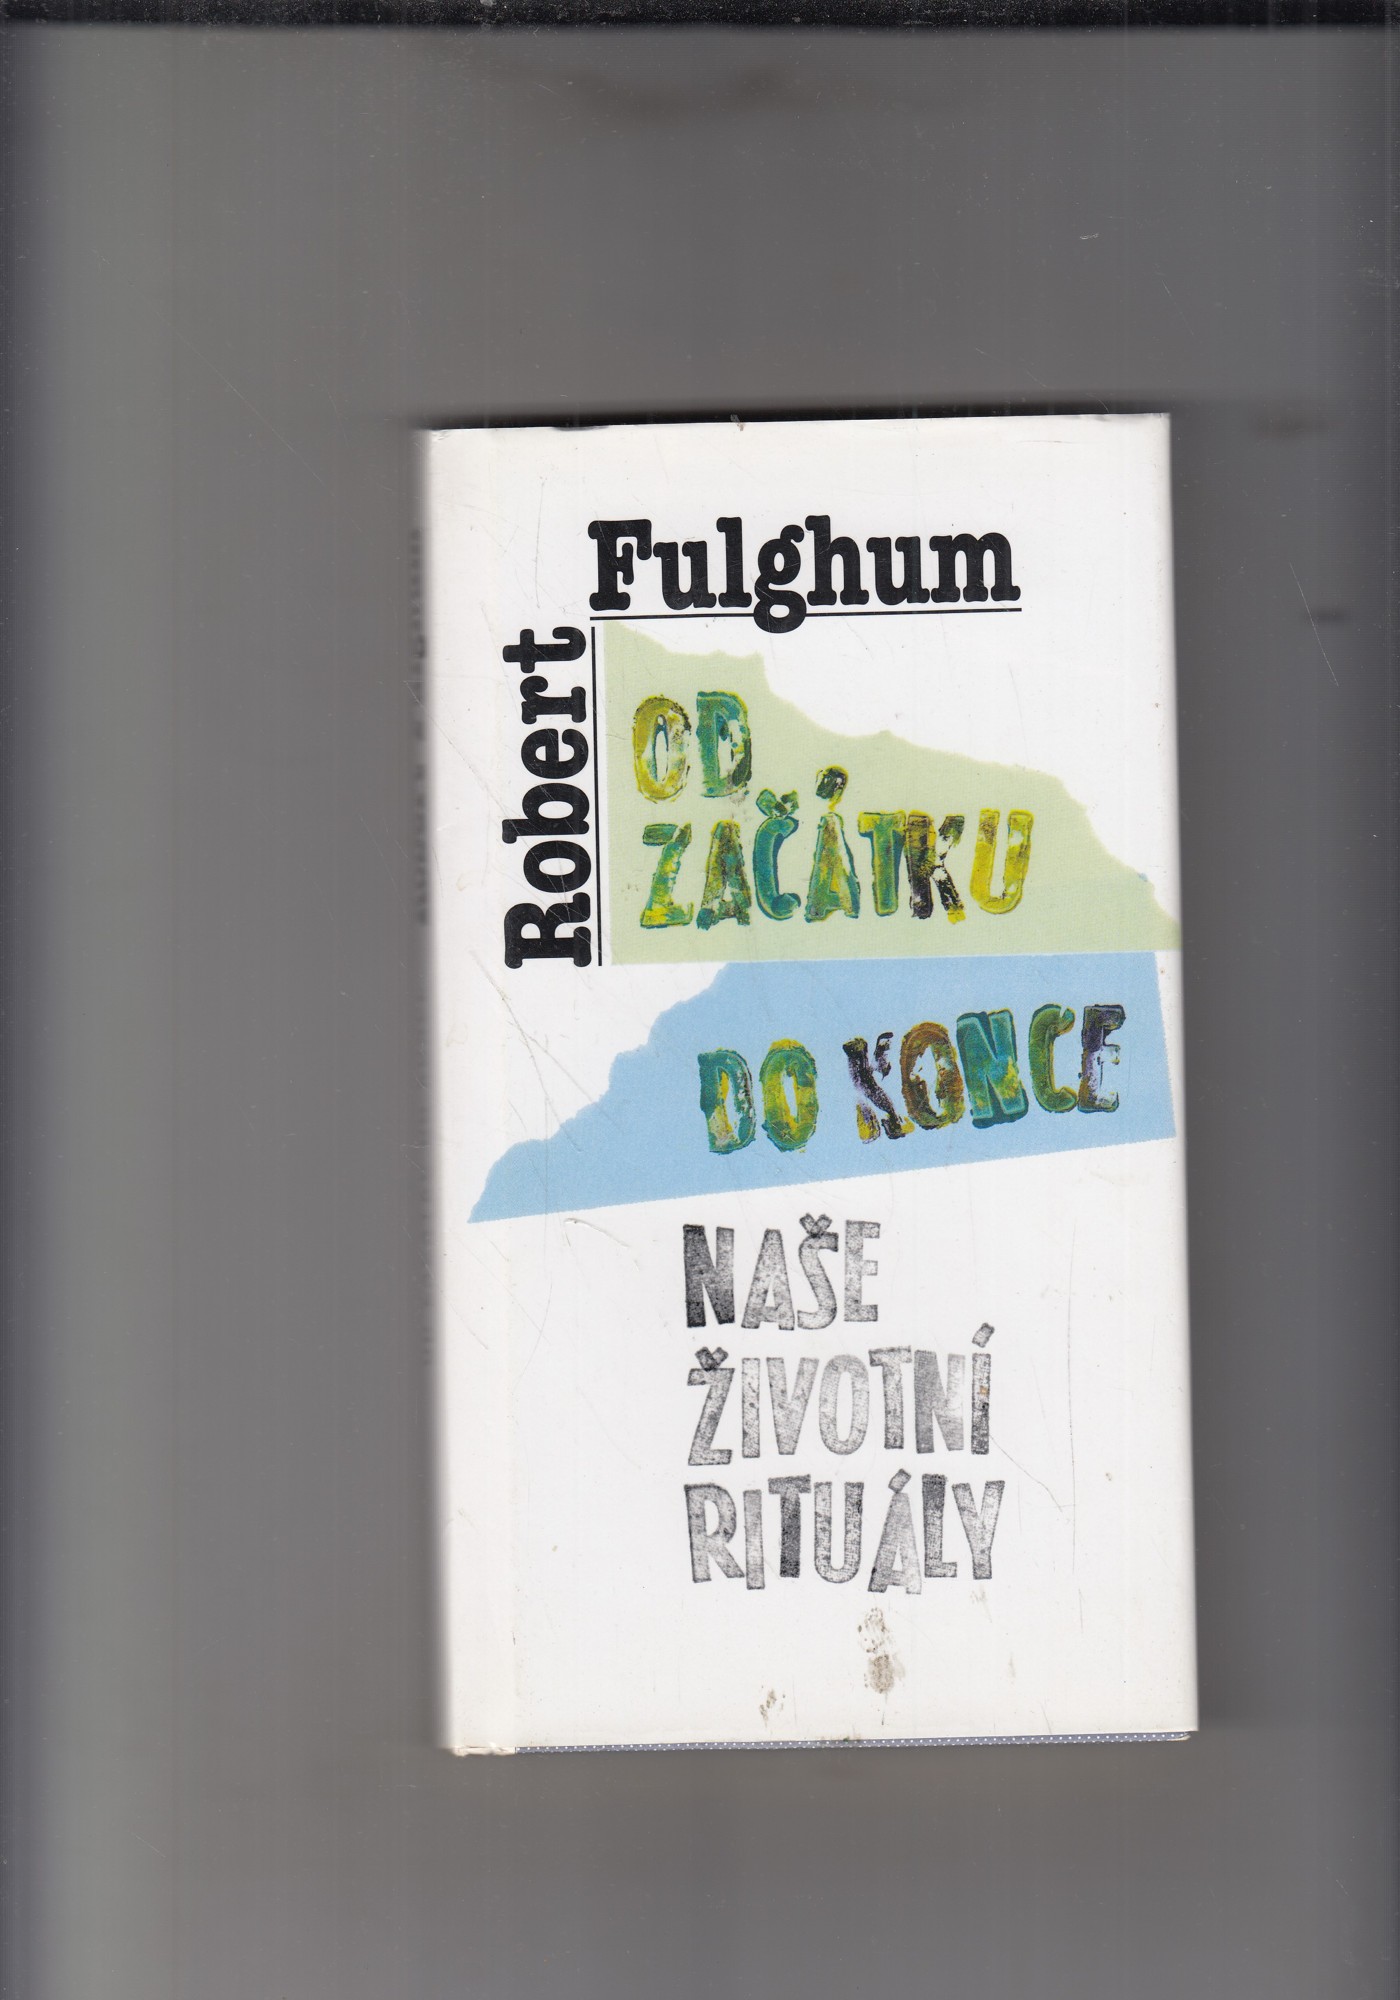 Robert
Fulghum
OD
ZAČÁTKU
DO KONCE
NAŠE
ŽIVOTNÍ
RITUÁLY